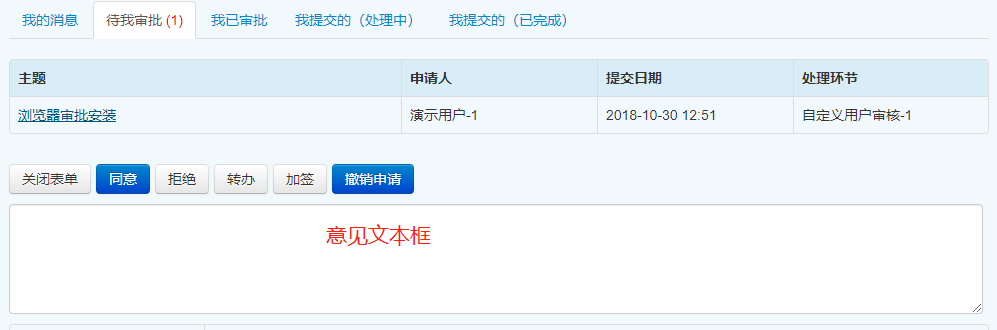 我的消息 待我审批 (1) 我已审批 我提交的（处理中） 我提交的（已完成）
主题 申请人 提交日期 处理环节
浏览器审批安装 演示用户-1 2018-10-30 12:51 自定义用户审核-1
关闭表单 同意 拒绝 转办 加签 撤销申请
意见文本框